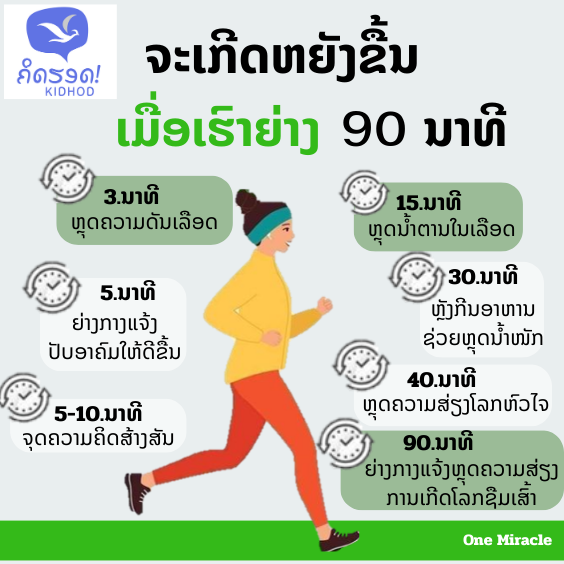 ຄິດຮອດ!
KIDHOD
ຈະເກີດຫຍັງຂື້ນ
ເມື່ອເຮົາຍ່າງ 90 ນາທີ
3.ນາທີ
ຫຼຸດຄວາມດັນເລືອດ
5.ນາທີ
ຍ່າງກາງແຈ້ງ
ປັບອາຄົມໃຫ້ດີຂຶ້ນ
5-10.ນາທີ
ຈຸດຄວາມຄິດສ້າງສັນ
15.ນາທີ
ຫຼຸດນ້ຳຕານໃນເລືອດ
30.ນາທີ
ຫຼັງກິນອາຫານ
ຊ່ວຍຫຼຸດນ້ຳໜັກ
40.ນາທີ
ຫຼຸດຄວາມສ່ຽງໂລກຫົວໃຈ
90.ນາທີ
ຍ່າງກາງແຈ້ງຫຼຸດຄວາມສ່ຽງ
ການເກີດໂລກຊຶມເສົ້າ
One Miracle